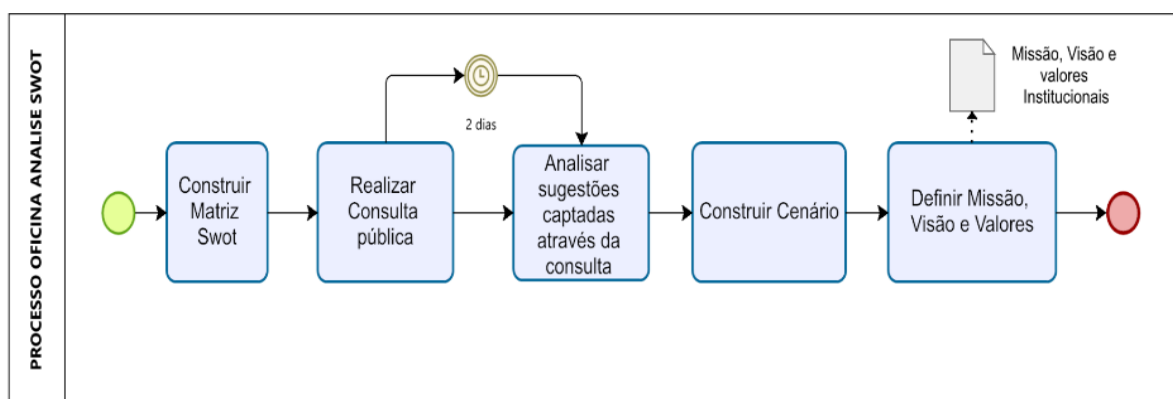 PROCESSO OFICINA ANALISE SWOT
Construir
Matriz
Swot
Realizar
Consulta
pública
2 dias
Analisar
sugestões
captadas
através da
consulta
Construir Cenário
Definir Missão,
Visão e Valores
Missão, Visão e
valores
Institucionais